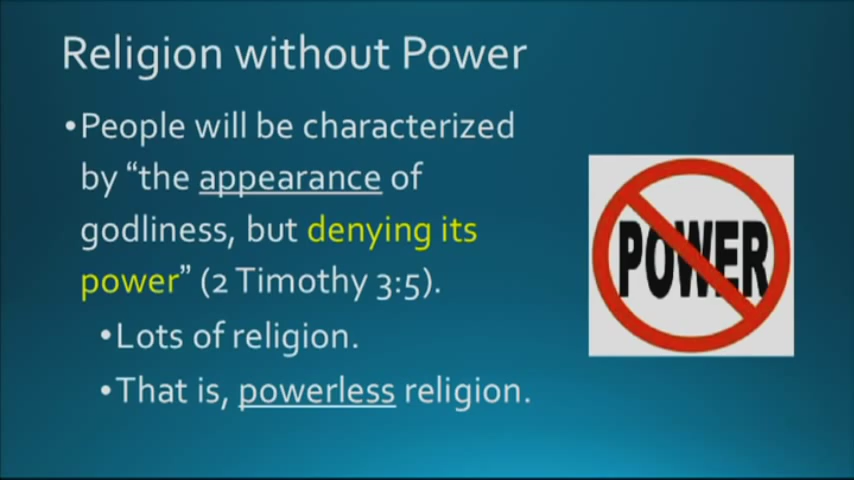 Religion without Power
•People will be characterized
by “the appearance of
godliness, but denying its
power” (2 Timothy 3:5).
•Lots of religion.
•That is, powerless religion.
POWER